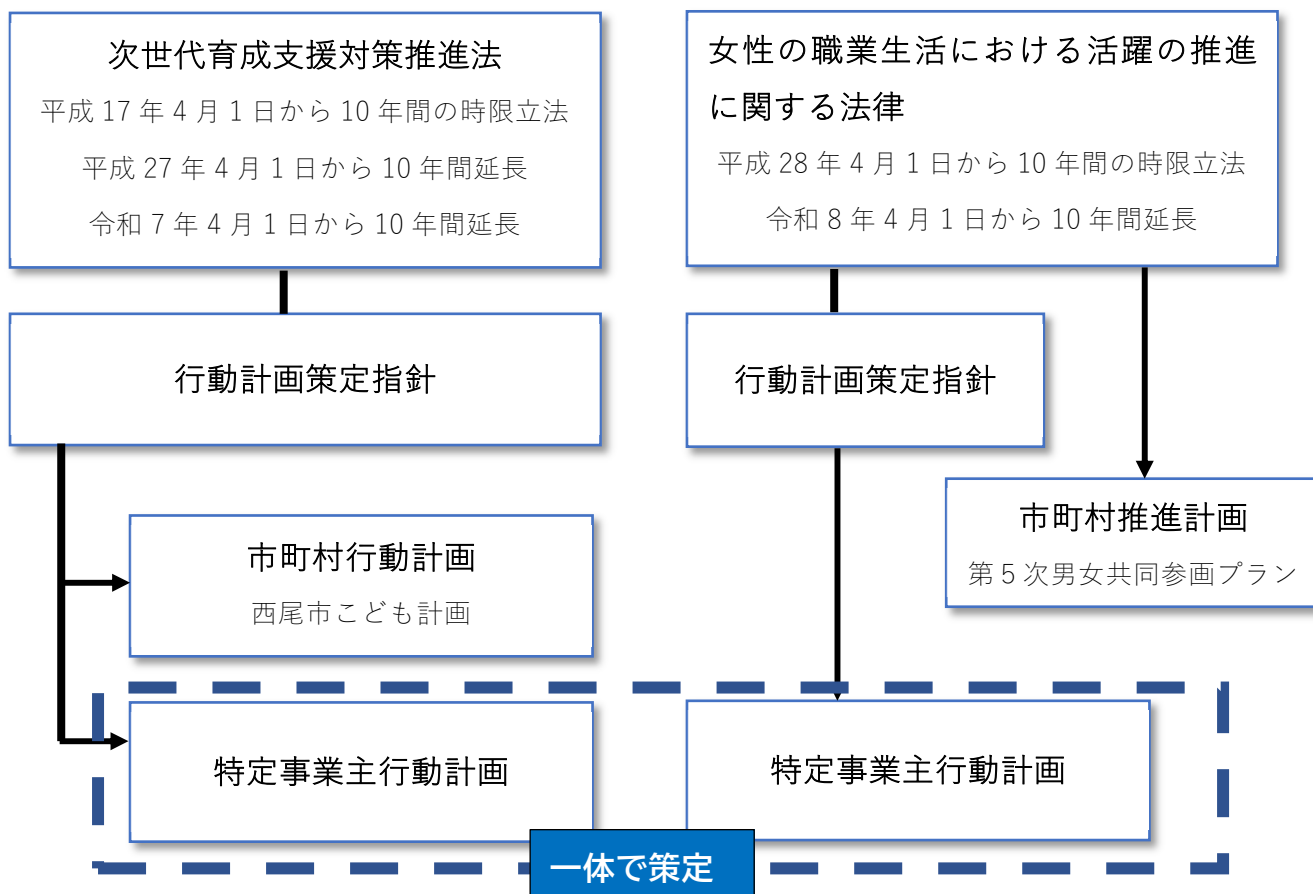 次世代育成支援対策推進法
平成 17 年 4 月 1 日から 10 年間の時限立法
平成 27 年 4 月 1 日から 10 年間延長
令和 7 年 4 月 1 日から 10 年間延長
女性の職業生活における活躍の推進
に関する法律
平成 28 年 4 月 1 日から 10 年間の時限立法
令和 8 年 4 月 1 日から 10 年間延長
行動計画策定指針
行動計画策定指針
市町村推進計画
第 5 次男女共同参画プラン
市町村行動計画
西尾市こども計画
特定事業主行動計画
特定事業主行動計画
一体で策定